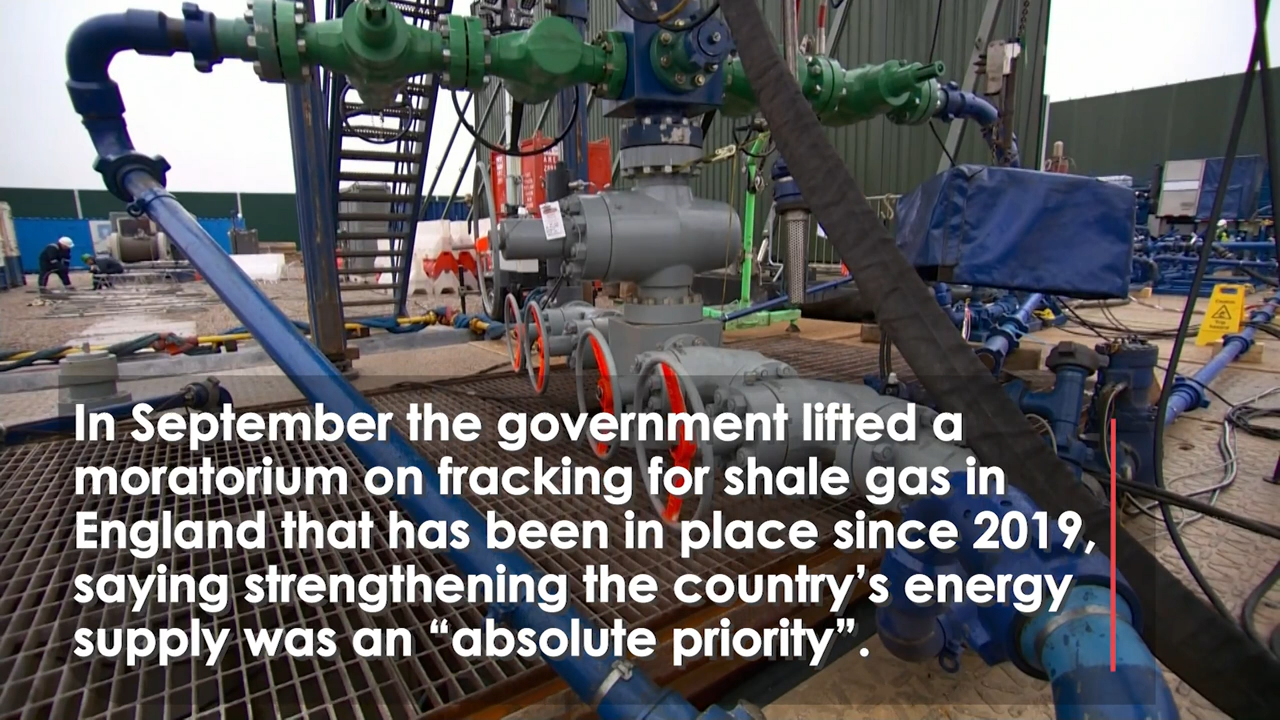 In September the government lifted a
moratorium on fracking for shale gas in
England that has been in place since 2019,
saying strengthening the country’s energy
supply was an “absolute priority”.